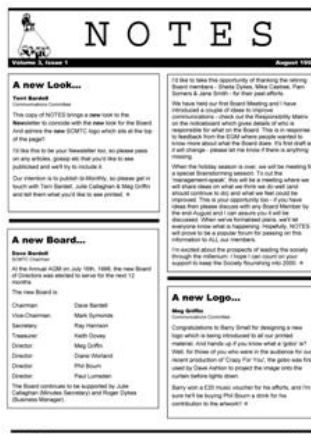 NOTES
Volume 3, Issue 1
August 199
A new Look...
Terri Bardell
Communications Committee
This copy of NOTES brings a new look to the
Newsletter to coincide with the new look for the Board
And admire the new SOMTC logo which sits at the top
of the page!!
I'd like this to be your Newsletter too, so please pass
on any articles, gossip etc that you'd like to see
published and we'll try to include it.
Our intention is to publish bi-Monthly, so please get in
touch with Terri Bardell, Julie Callaghan & Meg Griffin
and tell them what you'd like to see printed.
A new Board...
Dave Bardell
SOMTC Chairman
At the Annual AGM on July 16th, 1998, the new Board
of Directors was elected to serve for the next 12
months.
The new Board is
Chairman: Dave Bardell
Vice-Chairman: Mark Symonds
Secretary Ray Harrison
Treasurer: Keith Dovey
Director: Meg Griffin
Director: Diane Worland
Director: Phil Bourn
Director: Paul Lumsden
The Board continues to be supported by Julie
Callaghan (Minutes Secretary) and Roger Dykes
(Business Manager).
I'd like to take this opportunity of thanking the retiring
Board members - Sheila Dykes, Mike Castree, Pam
Somers & Jane Smith - for their past efforts.
We have held our first Board Meeting and I have
introduced a couple of ideas to improve
communications - check out the Responsibility Matrix
on the noticeboard which gives details of who is
responsible for what on the Board. This is in response
to feedback from the EGM where people wanted to
know more about what the Board does. It's first draft &
it will change - please let me know if there is anything
missing.
When the holiday season is over, we will be meeting for
a special Brainstorming session. To cut the
'management-speak', this will be a meeting where we
will share ideas on what we think we do well (and
should continue to do) and what we feel could be
improved. This is your opportunity too - if you have
ideas then please discuss with any Board Member by
the end-August and I can assure you it will be
discussed. When we've formalised plans, we'll let
everyone know what is happening. Hopefully, NOTES
will prove to be a popular forum for passing on this
information to ALL our members.
I'm excited about the prospects of leading the society
through the millenium. I hope I can count on your
support to keep the Society flourishing into 2000.
A new Logo...
Meg Griffin
Communications Committee
Congratulations to Barry Small for designing a new
logo which is being introduced to all our printed
material. And hands up if you know what a 'gobo' is?
Well, for those of you who were in the audience for our
recent production of 'Crazy For You', the gobo was first
used by Dave Ashton to project the image onto the
curtain before lights down.
Barry won a £20 music voucher for his efforts, and I'm
sure he'll be buying Phil Bourn a drink for his
contribution to the artwork!!